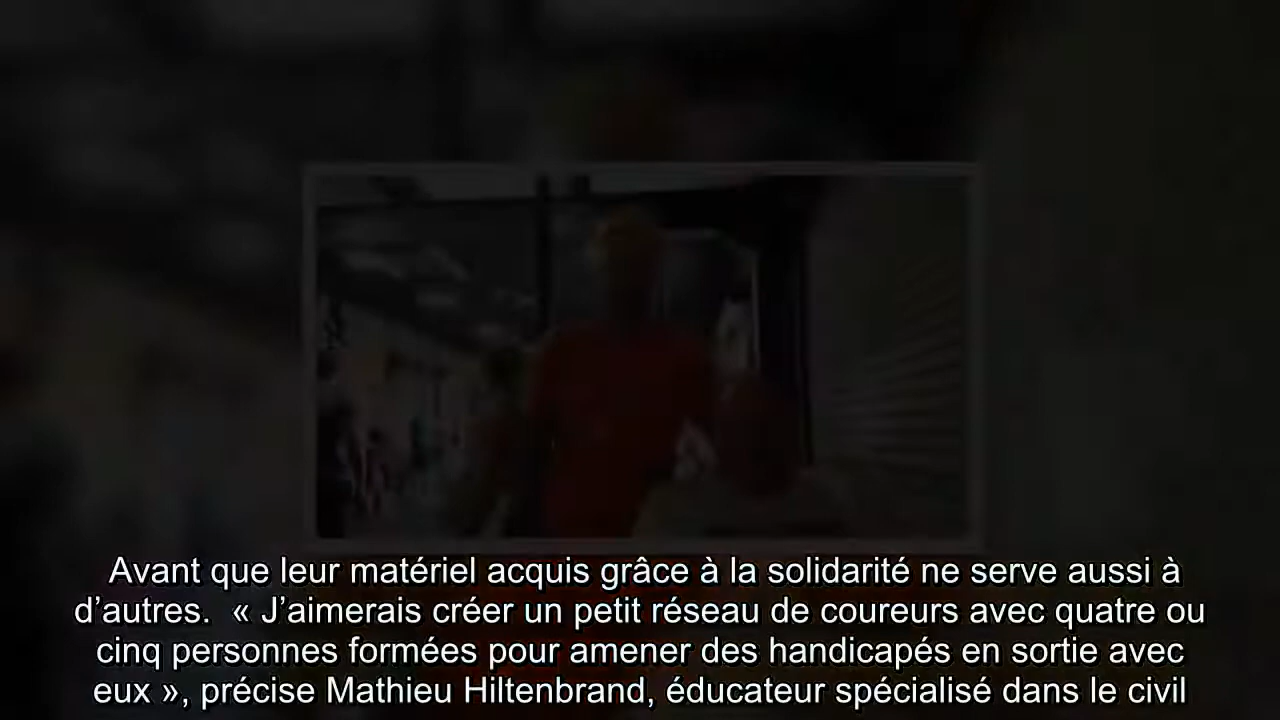 Avant que leur matériel acquis grâce à la solidarité ne serve aussi à
d’autres.  « J’aimerais créer un petit réseau de coureurs avec quatre ou
cinq personnes formées pour amener des handicapés en sortie avec
eux », précise Mathieu Hiltenbrand, éducateur spécialisé dans le civil